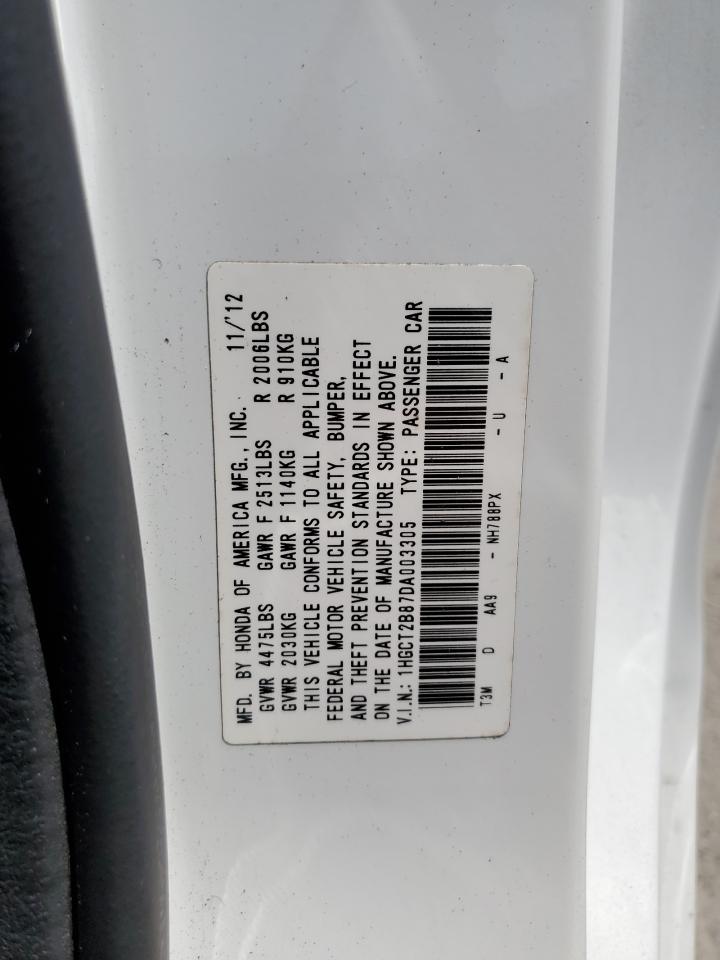 MFD. BY HONDA OF AMERICA MFG., INC. 11/'12
GVWR 4475LBS GAWR F 2513LBS R 2006LBS
GVWR 2030KG GAWR F 1140KG R 910KG
THIS VEHICLE CONFORMS TO ALL APPLICABLE
FEDERAL MOTOR VEHICLE SAFETY, BUMPER,
AND THEFT PREVENTION STANDARDS IN EFFECT
ON THE DATE OF MANUFACTURE SHOWN ABOVE.
V.I.N.: 1HGCT2B87DA003305 TYPE: PASSENGER CAR
T3M D AA9 - NH788PX - U - A